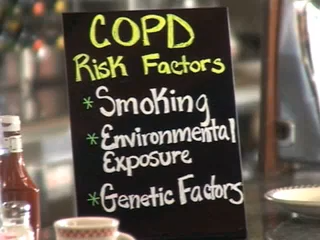 COPD
Risk Factors
* Smoking
* Environmental
Exposure
* Genetic Factors